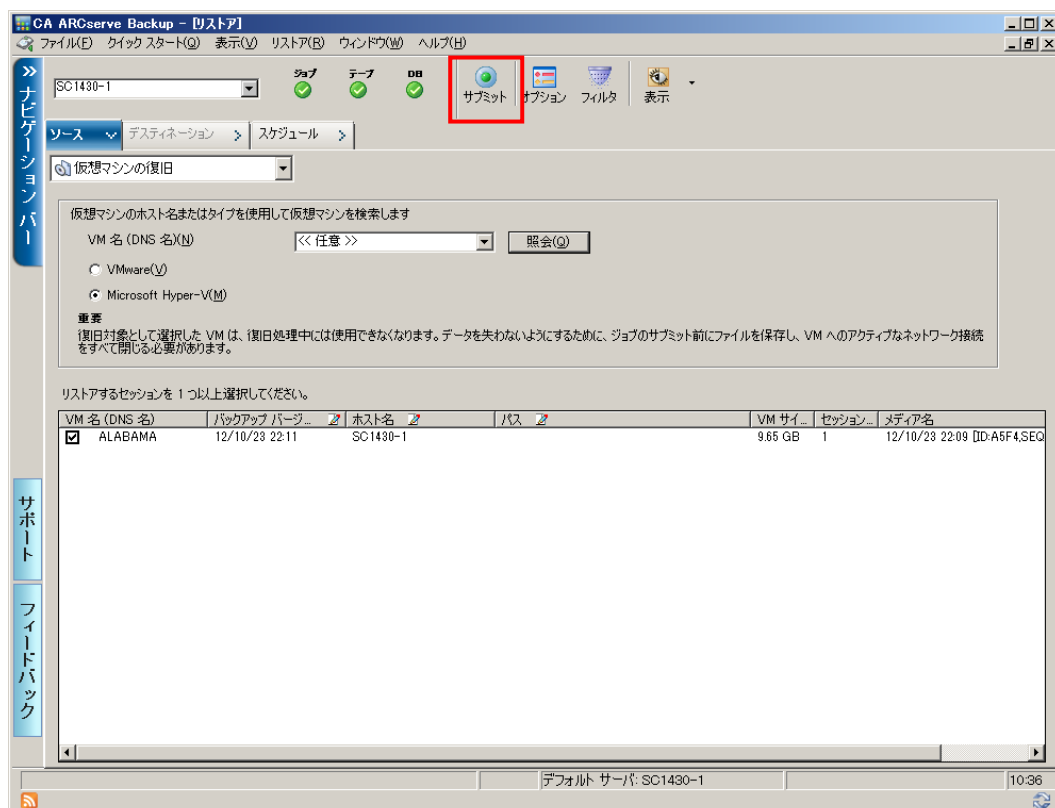 CA ARCserve Backup - [リストア]
ファイル(F) クイック スタート(Q) 表示(V) リストア(R) ウィンドウ(W) ヘルプ(H)
ナビゲーション バー
SC1430-1
ジョブ テープ DB
サブミット オプション フィルタ 表示
ソース デスティネーション スケジュール
仮想マシンの復旧
仮想マシンのホスト名またはタイプを使用して仮想マシンを検索します
VM 名 (DNS 名)(N) << 任意 >> 照会(Q)
VMware(V)
Microsoft Hyper-V(M)
重要
復旧対象として選択した VM は、復旧処理中には使用できなくなります。データを失わないようにするために、ジョブのサブミット前にファイルを保存し、VM へのアクティブなネットワーク接続
をすべて閉じる必要があります。
リストアするセッションを 1 つ以上選択してください。
VM 名 (DNS 名) バックアップ バージ... ホスト名 パス VM サイ... セッション... メディア名
ALABAMA 12/10/23 22:11 SC1430-1 9.65 GB 1 12/10/23 22:09 [ID:A5F4,SEQ
サポート
フィードバック
デフォルト サーバ: SC1430-1 10:36